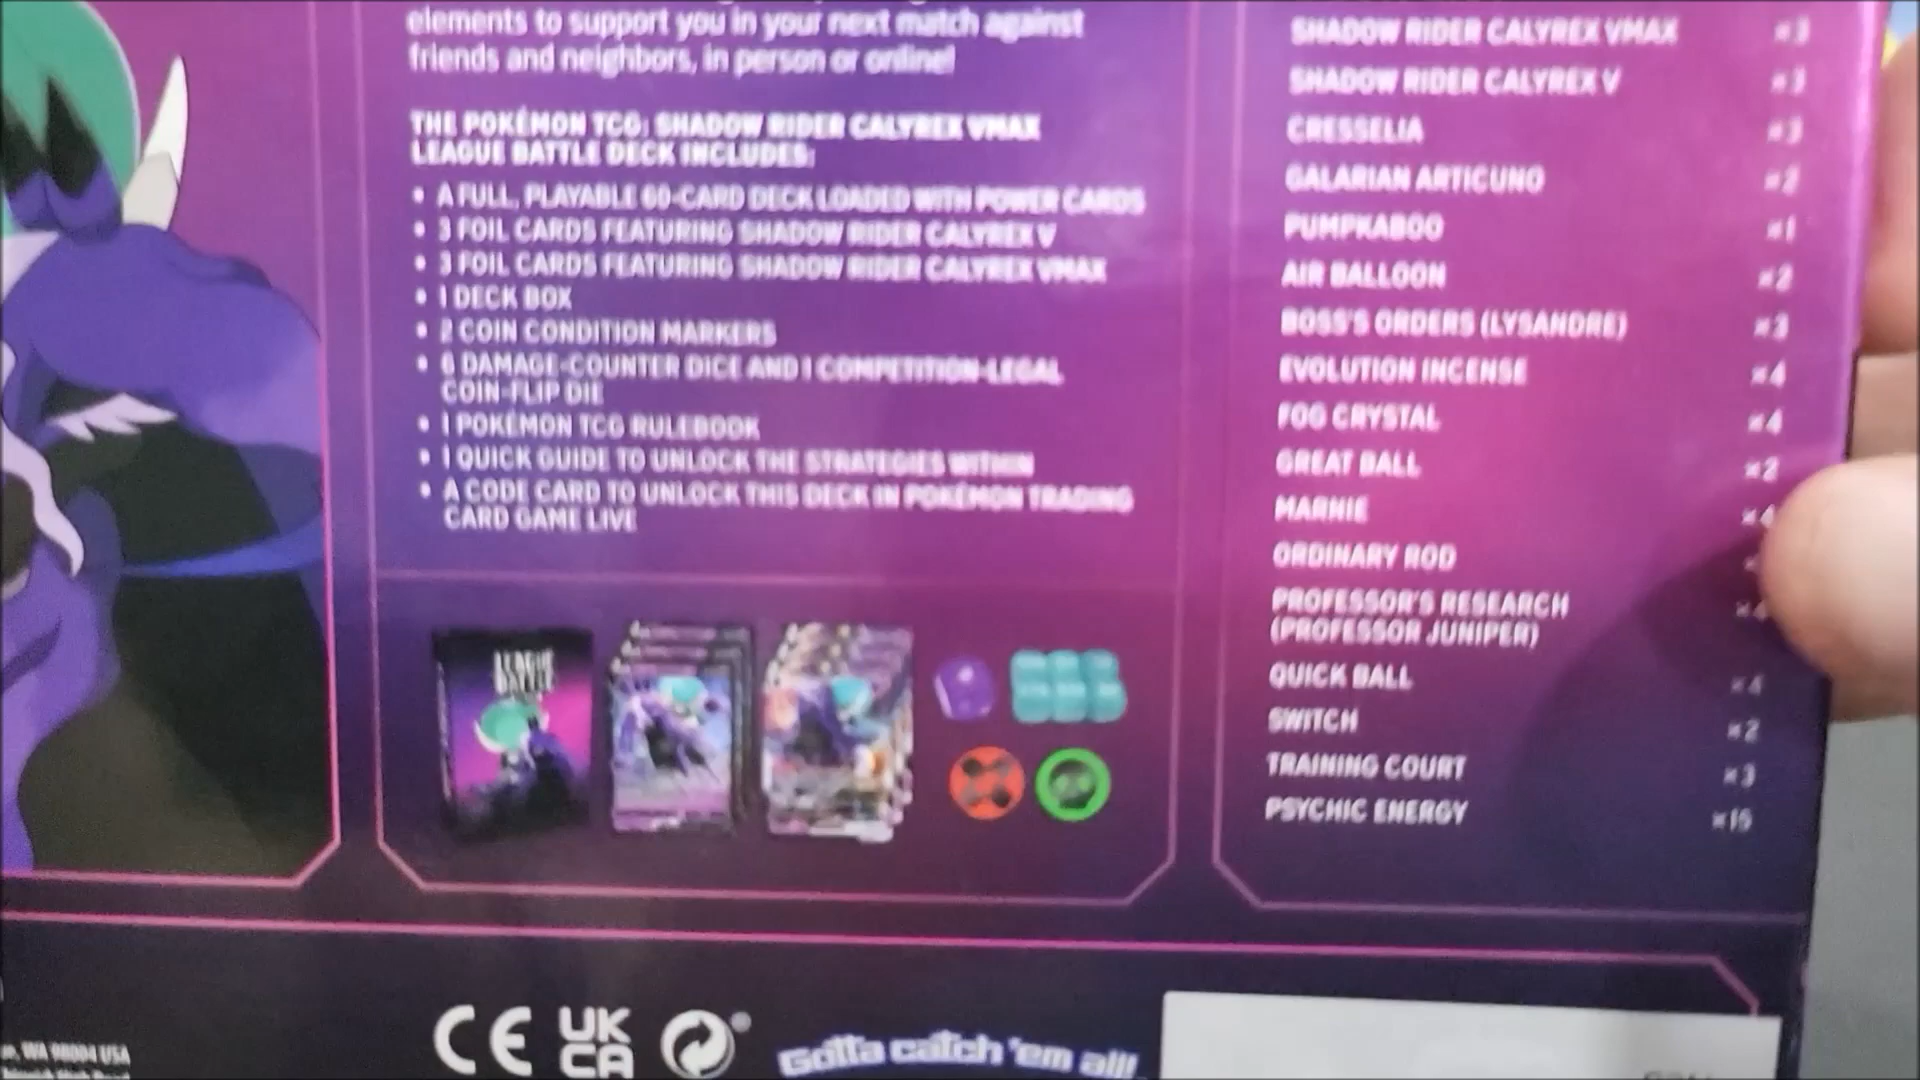 elements to support you in your next match against
friends and neighbors, in person or online!
THE POKÉMON TCG: SHADOW RIDER CALYREX VMAX
LEAGUE BATTLE DECK INCLUDES:
• A FULL, PLAYABLE 60-CARD DECK LOADED WITH POWER CARDS
• 3 FOIL CARDS FEATURING SHADOW RIDER CALYREX V
• 3 FOIL CARDS FEATURING SHADOW RIDER CALYREX VMAX
• 1 DECK BOX
• 2 COIN CONDITION MARKERS
• 6 DAMAGE-COUNTER DICE AND 1 COMPETITION-LEGAL
COIN-FLIP DIE
• 1 POKÉMON TCG RULEBOOK
• 1 QUICK GUIDE TO UNLOCK THE STRATEGIES WITHIN
• A CODE CARD TO UNLOCK THIS DECK IN POKÉMON TRADING
CARD GAME LIVE
LEAGUE
BATTLE
SHADOW RIDER CALYREX VMAX ×3
SHADOW RIDER CALYREX V ×3
CRESSELIA ×3
GALARIAN ARTICUNO ×2
PUMPKABOO ×1
AIR BALLOON ×2
BOSS'S ORDERS (LYSANDRE) ×3
EVOLUTION INCENSE ×4
FOG CRYSTAL ×4
GREAT BALL ×2
MARNIE ×4
ORDINARY ROD
PROFESSOR'S RESEARCH ×4
(PROFESSOR JUNIPER)
QUICK BALL ×4
SWITCH ×2
TRAINING COURT ×3
PSYCHIC ENERGY ×15
WA 98004 USA
CE
UK
CA
Gotta catch 'em all!